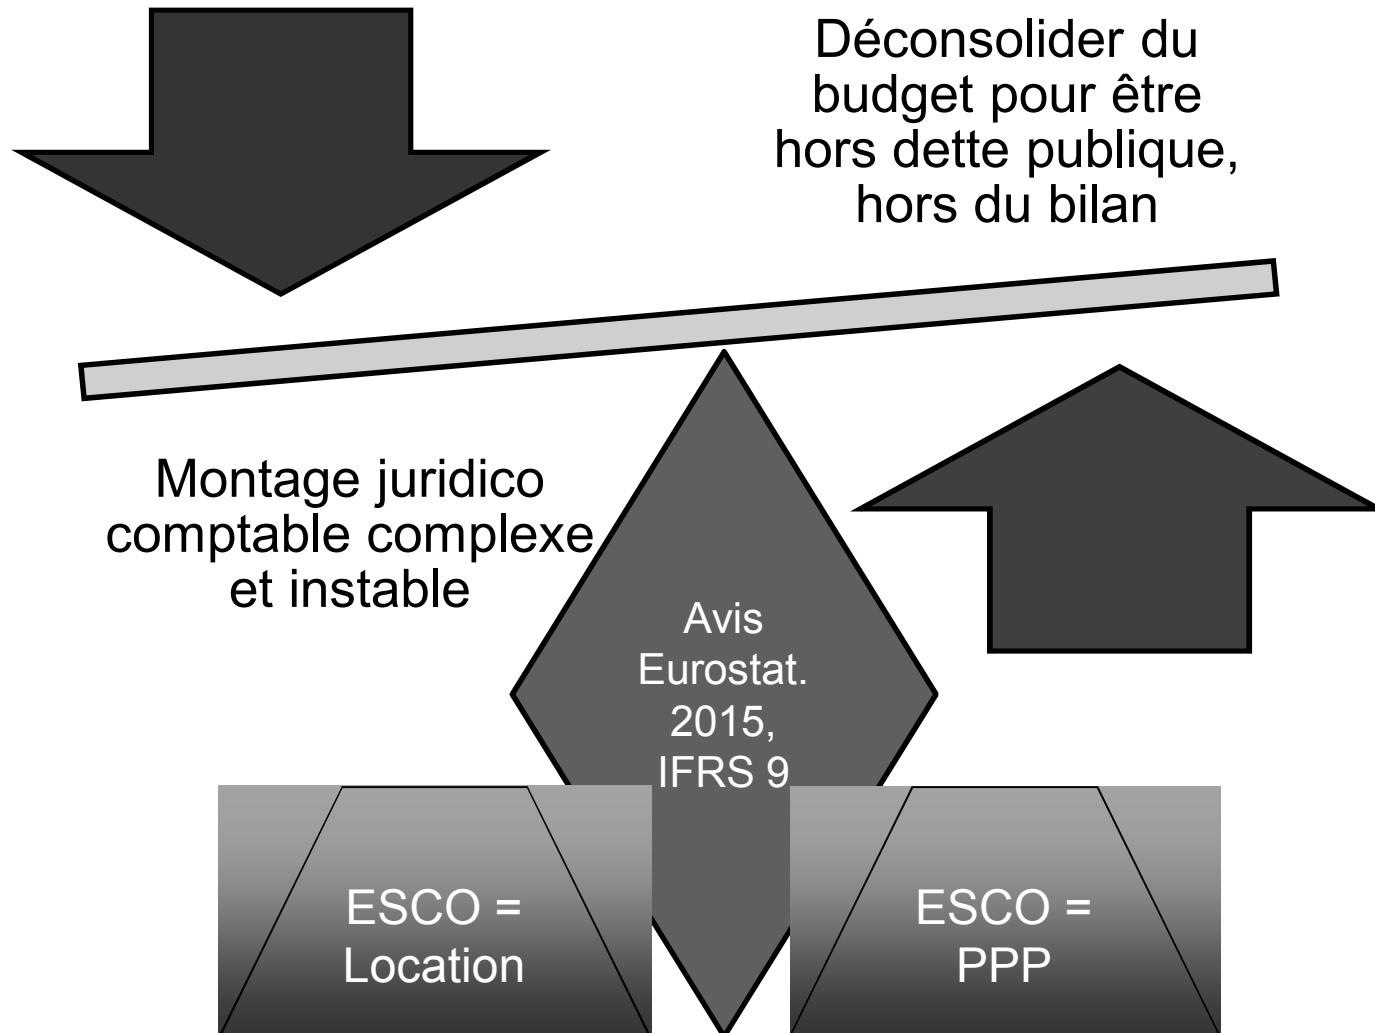 Déconsolider du
budget pour être
hors dette publique,
hors du bilan
Montage juridico
comptable complexe
et instable
Avis
Eurostat.
2015,
IFRS 9
ESCO =
Location
ESCO =
PPP